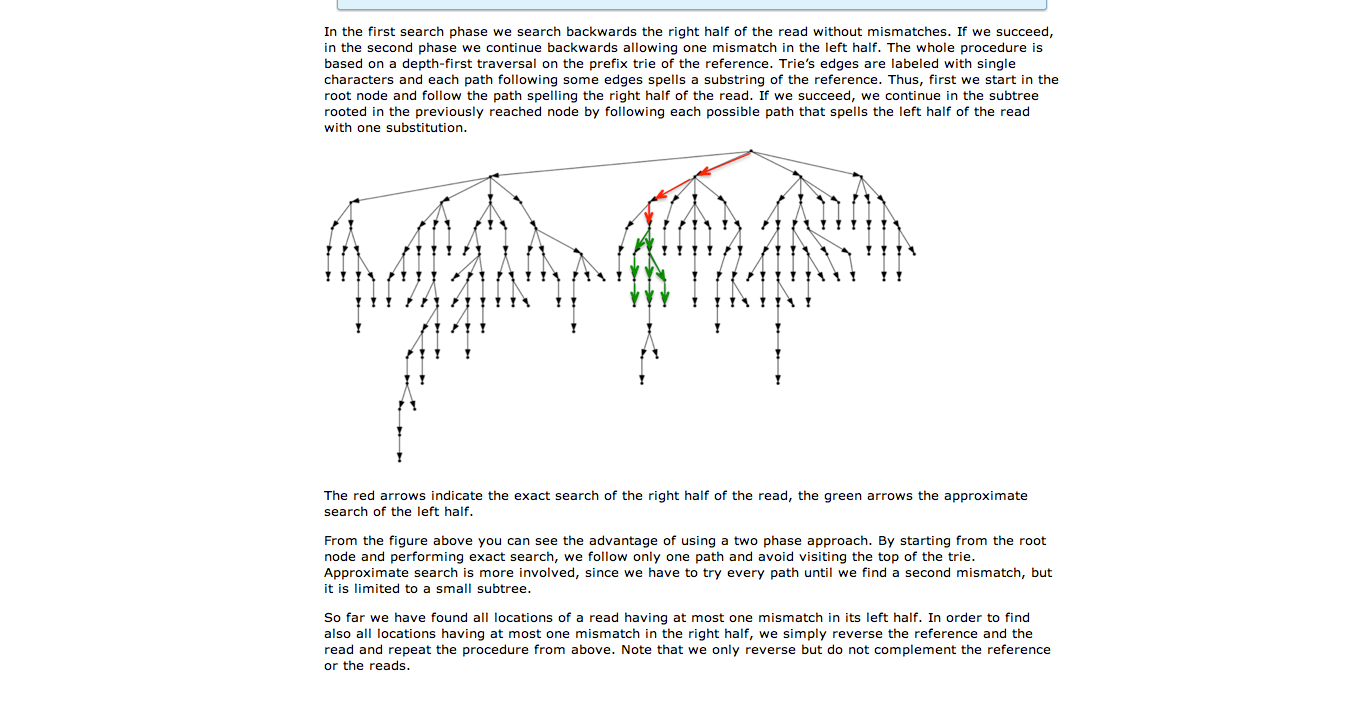 In the first search phase we search backwards the right half of the read without mismatches. If we succeed,
in the second phase we continue backwards allowing one mismatch in the left half. The whole procedure is
based on a depth-first traversal on the prefix trie of the reference. Trie’s edges are labeled with single
characters and each path following some edges spells a substring of the reference. Thus, first we start in the
root node and follow the path spelling the right half of the read. If we succeed, we continue in the subtree
rooted in the previously reached node by following each possible path that spells the left half of the read
with one substitution.
The red arrows indicate the exact search of the right half of the read, the green arrows the approximate
search of the left half.
From the figure above you can see the advantage of using a two phase approach. By starting from the root
node and performing exact search, we follow only one path and avoid visiting the top of the trie.
Approximate search is more involved, since we have to try every path until we find a second mismatch, but
it is limited to a small subtree.
So far we have found all locations of a read having at most one mismatch in its left half. In order to find
also all locations having at most one mismatch in the right half, we simply reverse the reference and the
read and repeat the procedure from above. Note that we only reverse but do not complement the reference
or the reads.